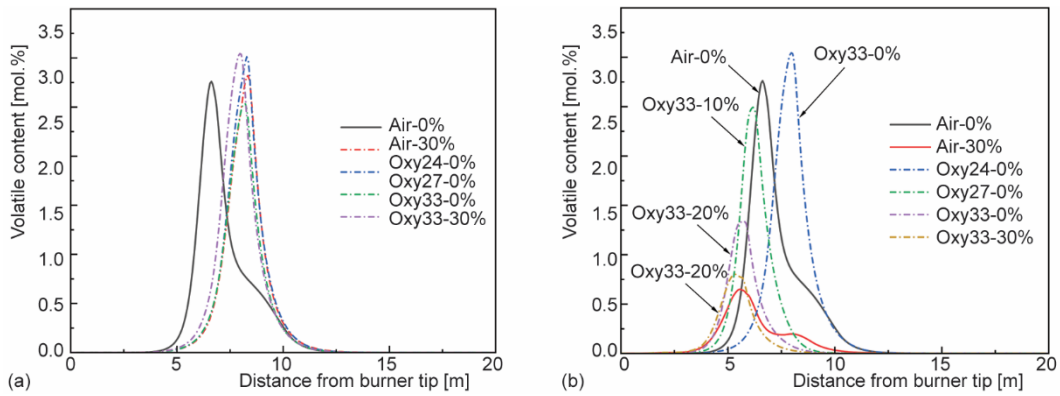 3.5
3.0
2.5
2.0
1.5
1.0
0.5
0.0
Volatile content [mol.%]
Air-0%
Air-30%
Oxy24-0%
Oxy27-0%
Oxy33-0%
Oxy33-30%
5
10
15
20
Distance from burner tip [m]
(a)
3.5
3.0
2.5
2.0
1.5
1.0
0.5
0.0
Volatile content [mol.%]
Air-0%
Oxy33-0%
Oxy33-10%
Oxy33-20%
Oxy33-20%
Air-0%
Air-30%
Oxy24-0%
Oxy27-0%
Oxy33-0%
Oxy33-30%
0
5
10
15
20
Distance from burner tip [m]
(b)